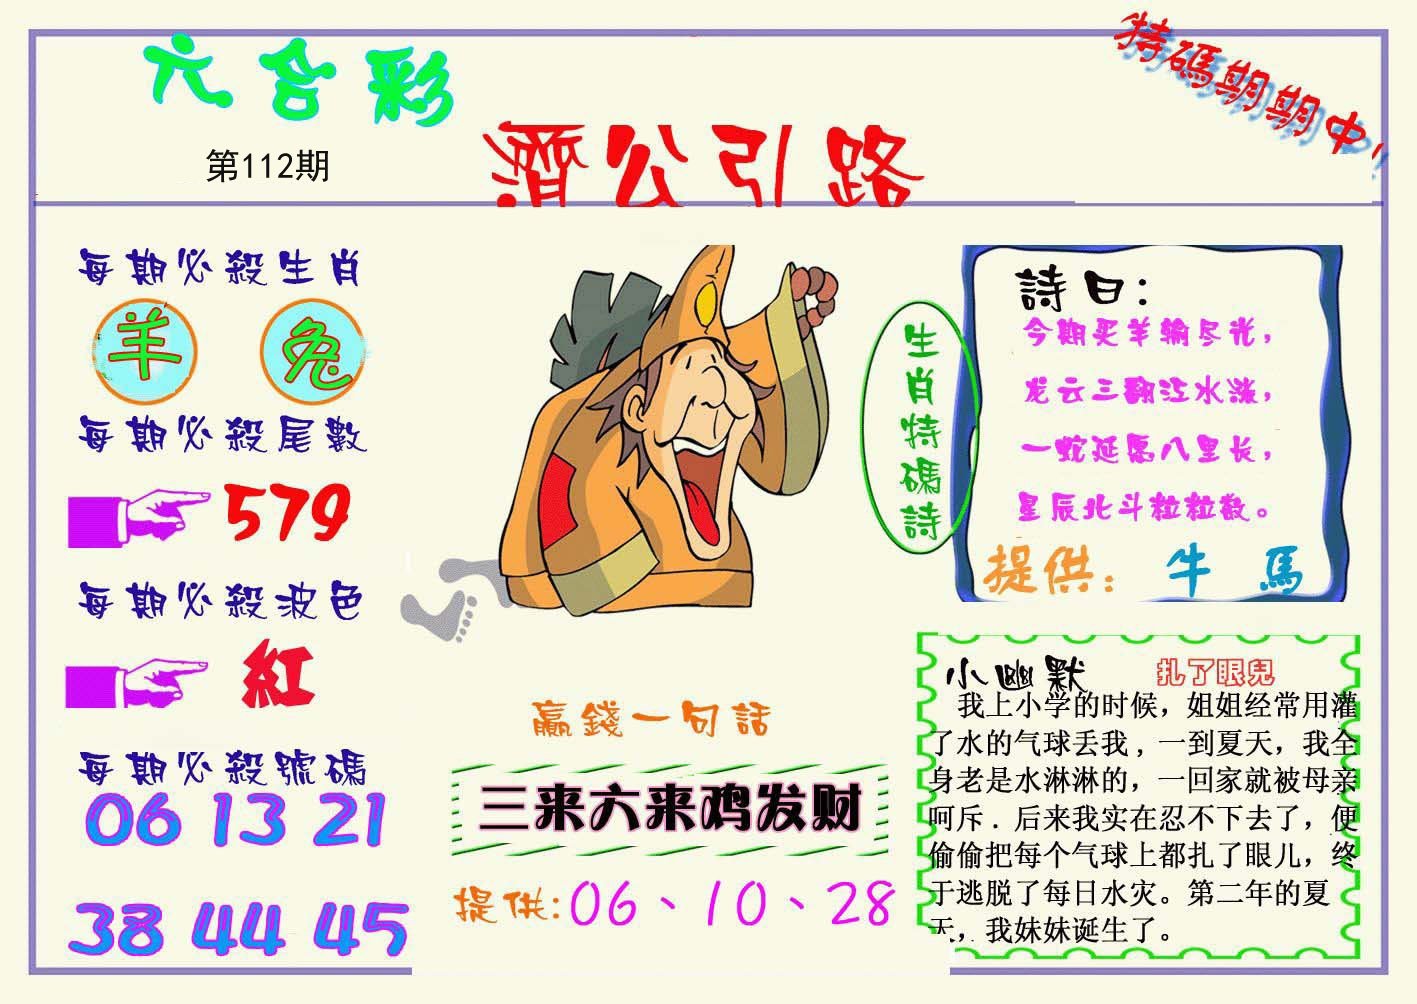 六合彩
第112期
濟公引路
特碼期期中!
每期必殺生肖
羊 兔
每期必殺尾數
579
每期必殺波色
紅
每期必殺號碼
06 13 21
38 44 45
贏錢一句話
三来六来鸡发财
提供:06、10、28
生肖特碼詩
詩曰:
今期买羊输尽光，
龙云三翻江水涨，
一蛇延愿八里长，
星辰北斗粒粒数。
提供: 牛 馬
小幽默 扎了眼兒
我上小学的时候，姐姐经常用灌
了水的气球丢我，一到夏天，我全
身老是水淋淋的，一回家就被母亲
呵斥．后来我实在忍不下去了，便
偷偷把每个气球上都扎了眼儿，终
于逃脱了每日水灾。第二年的夏
天，我妹妹诞生了。